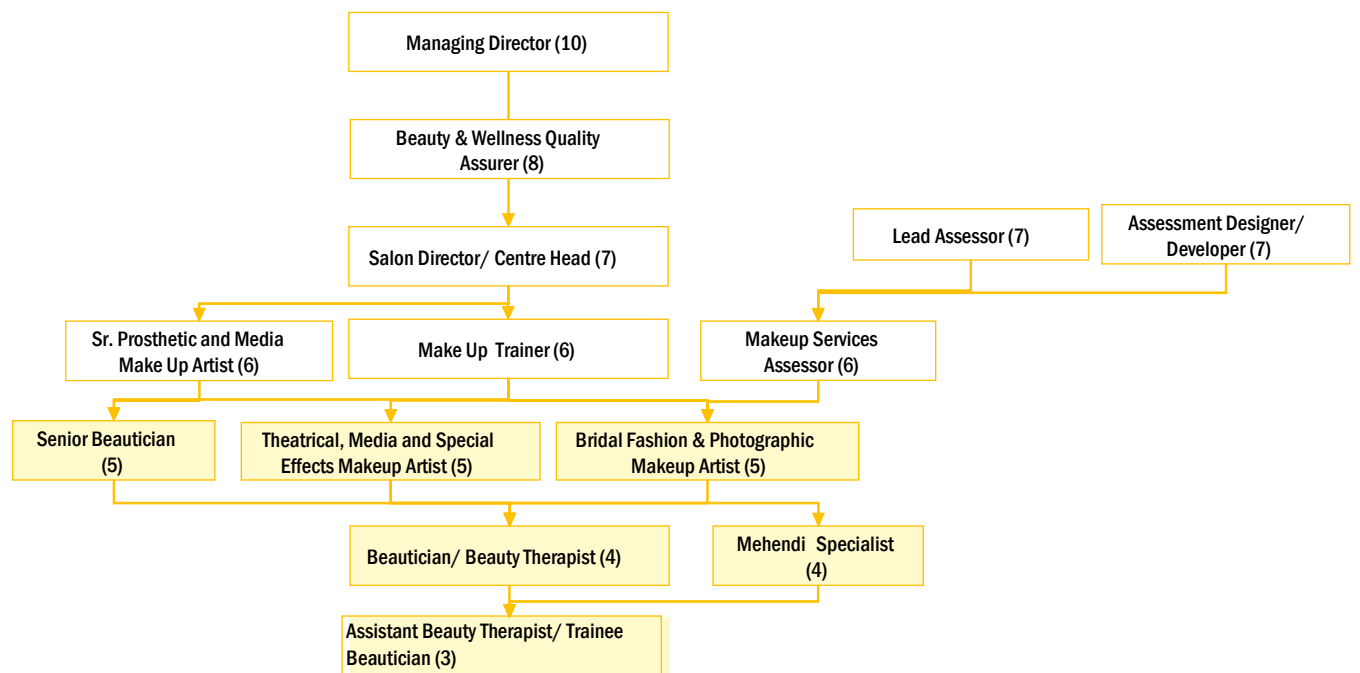 Managing Director (10)
Beauty & Wellness Quality
Assurer (8)
Salon Director/ Centre Head (7)
Lead Assessor (7)
Assessment Designer/
Developer (7)
Sr. Prosthetic and Media
Make Up Artist (6)
Make Up Trainer (6)
Makeup Services
Assessor (6)
Senior Beautician
(5)
Theatrical, Media and Special
Effects Makeup Artist (5)
Bridal Fashion & Photographic
Makeup Artist (5)
Beautician/ Beauty Therapist (4)
Mehendi Specialist
(4)
Assistant Beauty Therapist/ Trainee
Beautician (3)